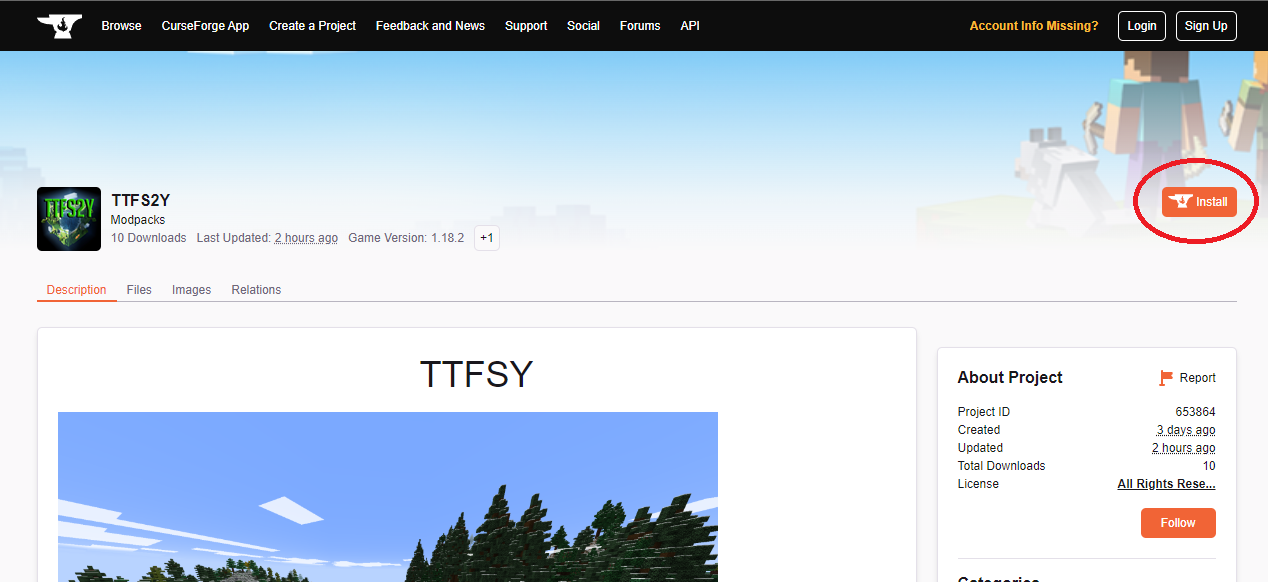 Browse CurseForge App Create a Project Feedback and News Support Social Forums API Account Info Missing? Login Sign Up
TTFS2Y
TTFS2Y
Modpacks
Install
10 Downloads Last Updated: 2 hours ago Game Version: 1.18.2 +1
Description Files Images Relations
TTFSY
About Project Report
Project ID 653864
Created 3 days ago
Updated 2 hours ago
Total Downloads 10
License All Rights Rese...
Follow
Categories